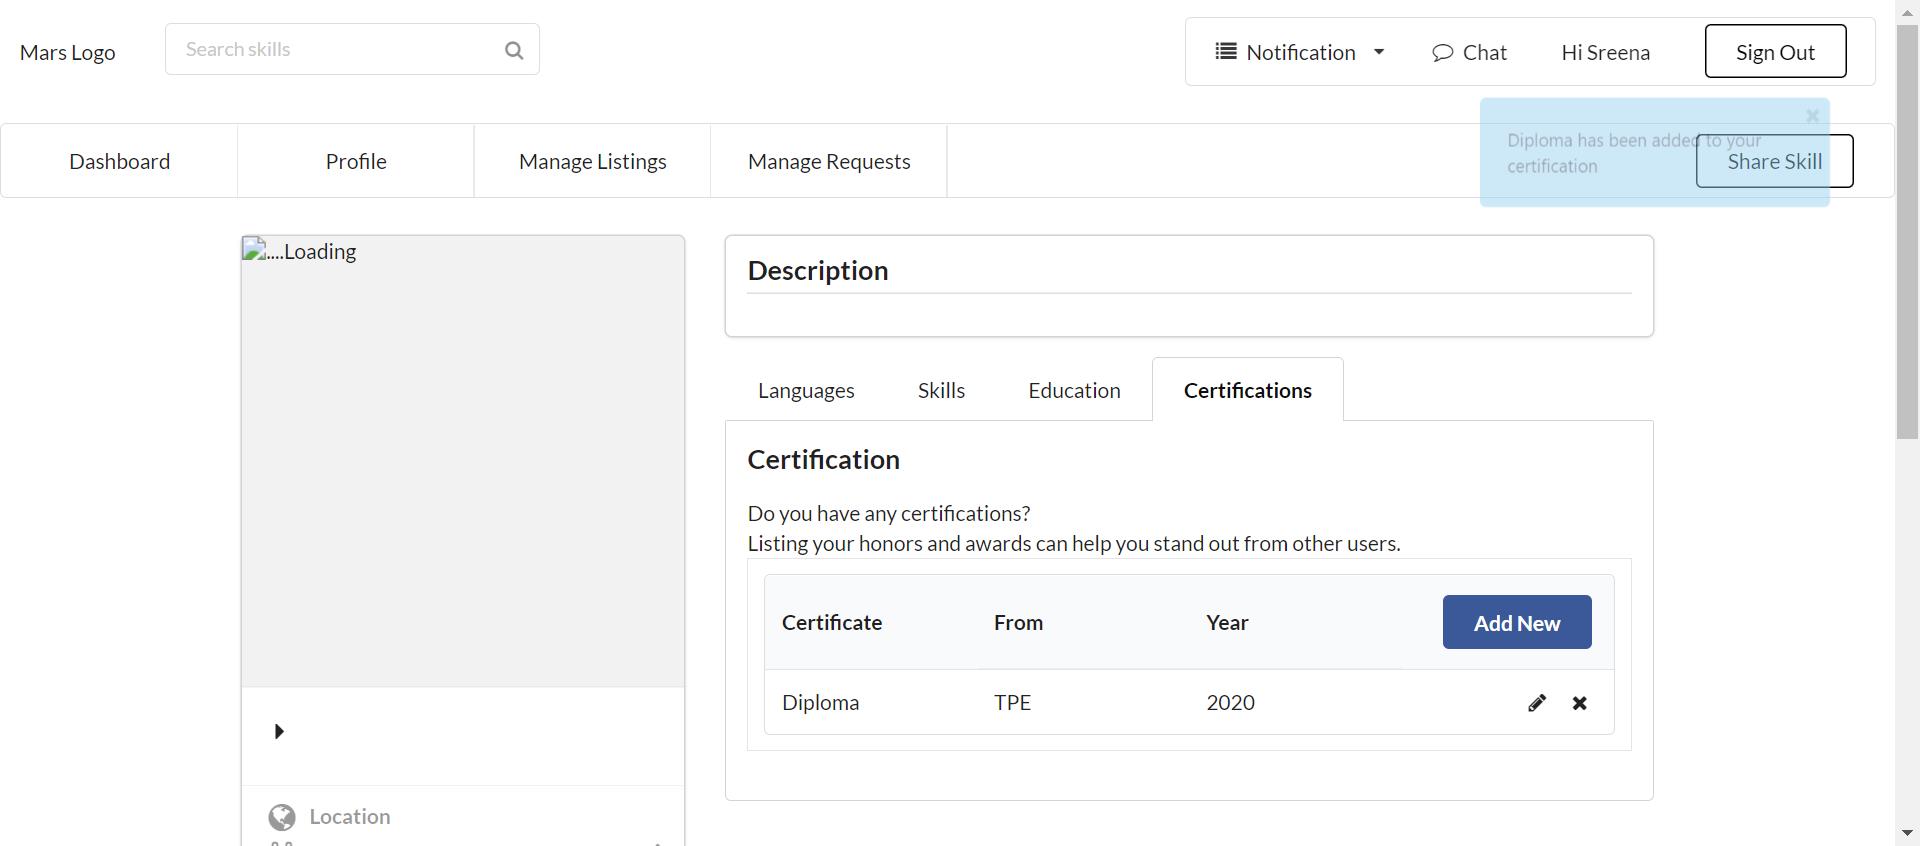 Mars Logo
Search skills
Notification
Chat
Hi Sreena
Sign Out
Dashboard
Profile
Manage Listings
Manage Requests
Share Skill
Diploma has been added to your
certification
....Loading
Description
Languages
Skills
Education
Certifications
Certification
Do you have any certifications?
Listing your honors and awards can help you stand out from other users.
Certificate From Year Add New
Diploma TPE 2020
Location